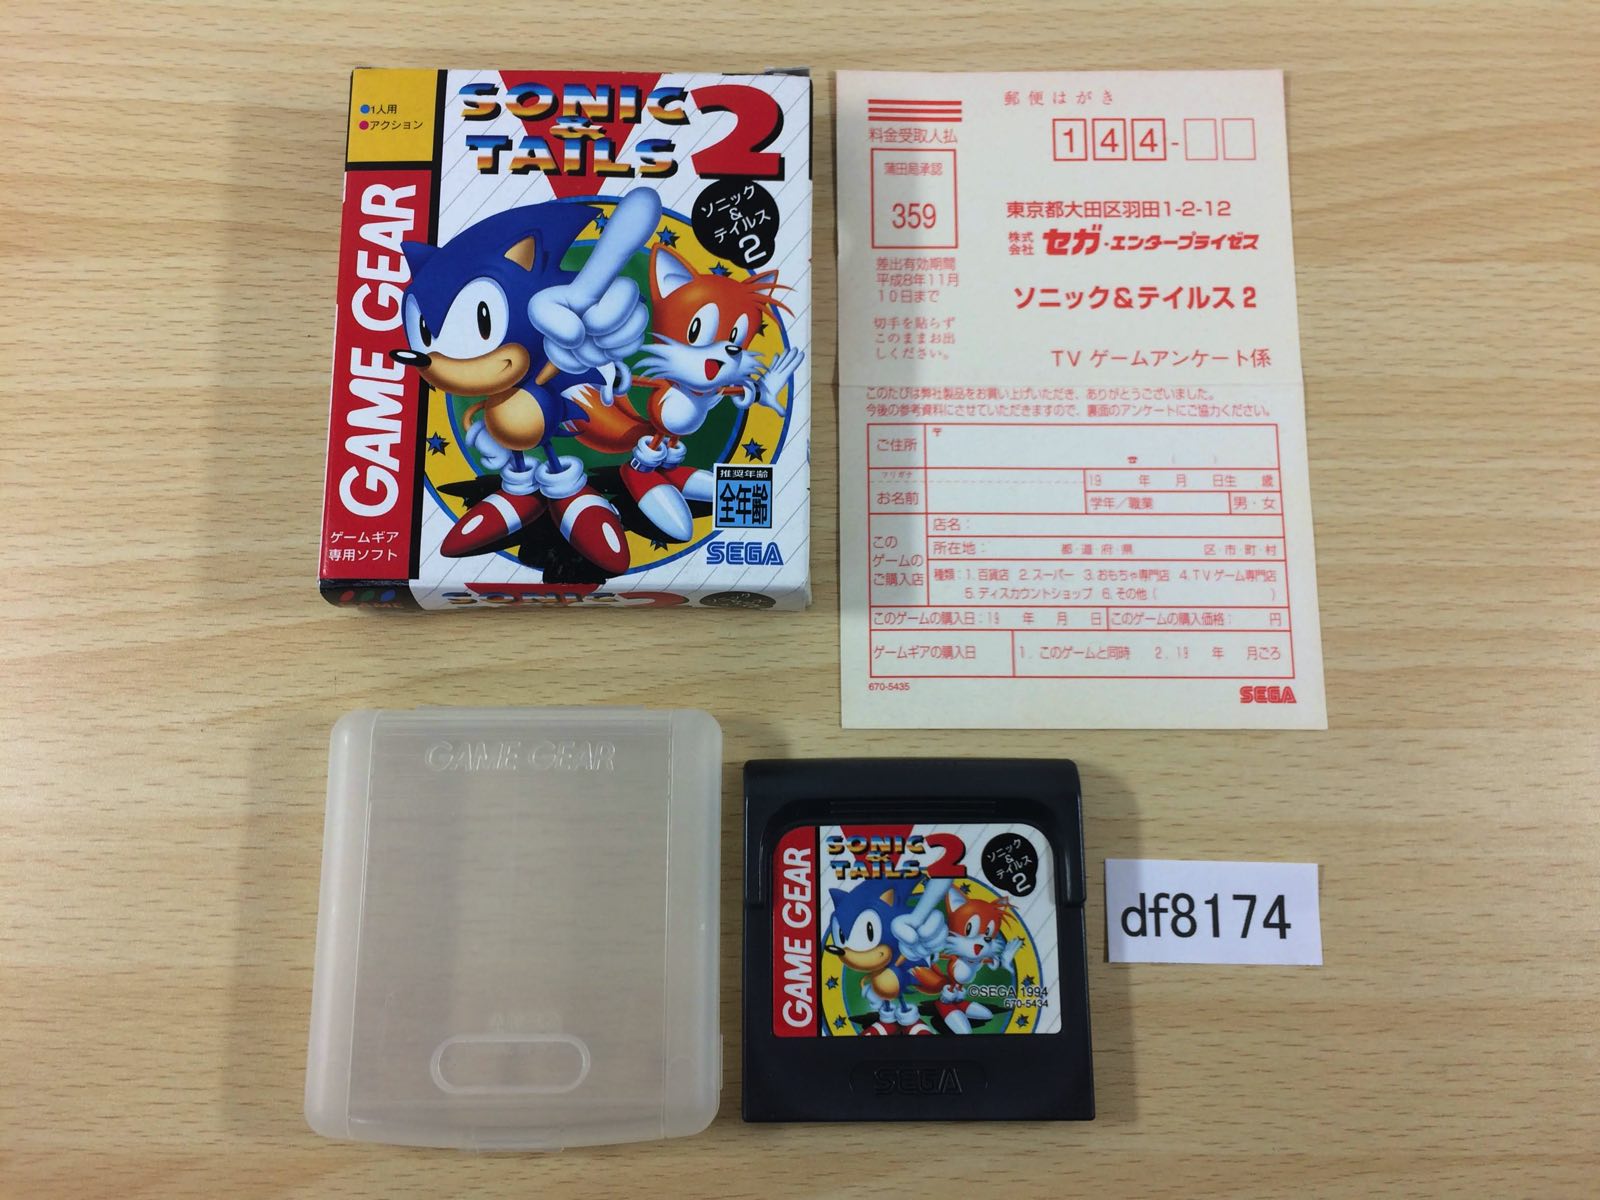 ●1人用
●アクション
SONIC
&
TAILS
2
ソニック
&
テイルス
2
GAME GEAR
推奨年齢
全年齢
ゲームギア
専用ソフト
SEGA
SONIC 2
郵便はがき
料金受取人払
蒲田局承認
359
差出有効期間
平成8年11月
10日まで
切手を貼らず
このままお出
しください。
144-
東京都大田区羽田1-2-12
株式会社 セガ・エンタープライゼス
ソニック&テイルス2
TVゲームアンケート係
このたびは弊社製品をお買い上げいただき、ありがとうございました。
今後の参考資料にさせていただきますので、裏面のアンケートにご協力ください。
ご住所 〒
☎ ( )
フリガナ
お名前
19 年 月 日生 歳
学年/職業 男・女
このゲームのご購入店
店名:
所在地: 都・道・府・県 区・市・町・村
種類:1.百貨店 2.スーパー 3.おもちゃ専門店 4.TVゲーム専門店
5.ディスカウントショップ 6.その他( )
このゲームの購入日:19 年 月 日 このゲームの購入価格: 円
ゲームギアの購入日 1.このゲームと同時 2.19 年 月ごろ
670-5435
SEGA
GAME GEAR
SEGA
GAME GEAR
SONIC
&
TAILS
2
ソニック
&
テイルス
2
©SEGA 1994
670-5434
SEGA
df8174